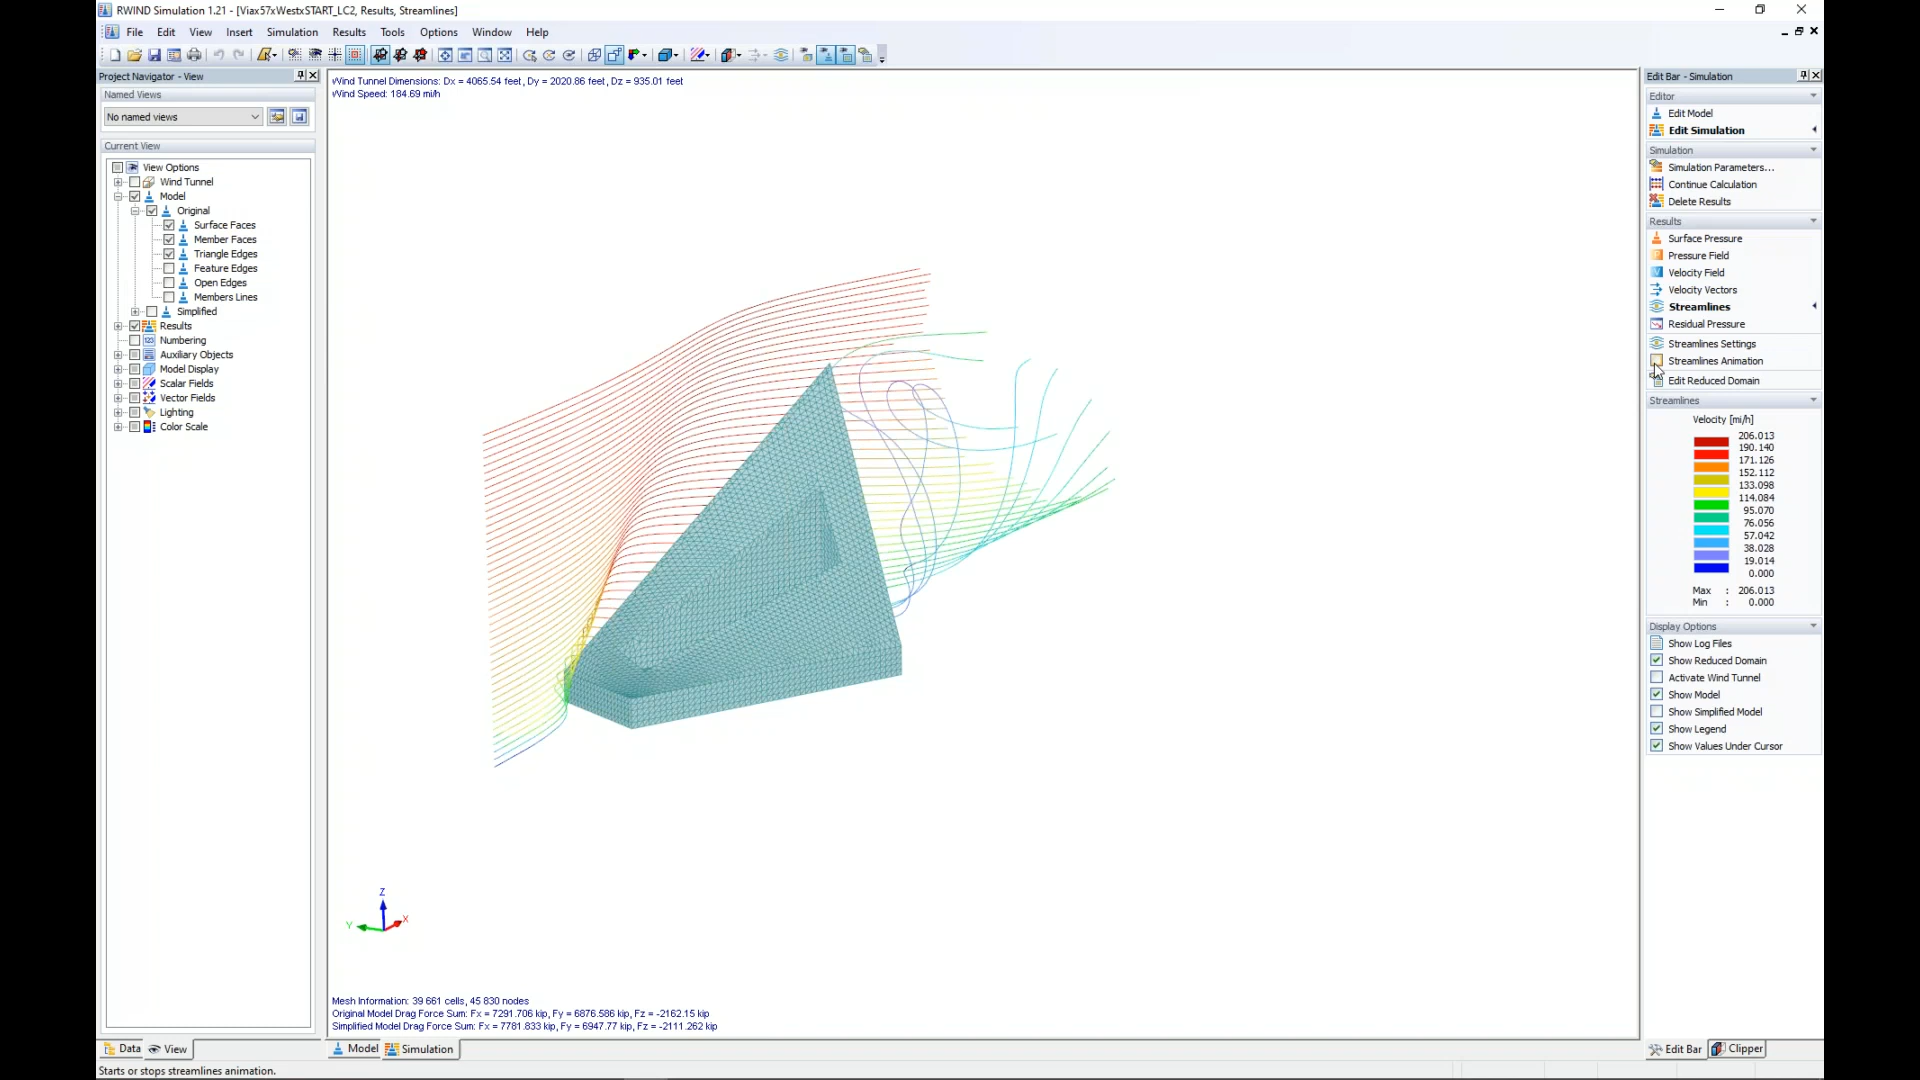 RWIND Simulation 1.21 - [Viax57xWestxSTART_LC2, Results, Streamlines]
File Edit View Insert Simulation Results Tools Options Window Help
Project Navigator - View
Named Views
No named views
Current View
View Options
Wind Tunnel
Model
Original
Surface Faces
Member Faces
Triangle Edges
Feature Edges
Open Edges
Members Lines
Simplified
Results
Numbering
Auxiliary Objects
Model Display
Scalar Fields
Vector Fields
Lighting
Color Scale
Data View
Wind Tunnel Dimensions: Dx = 4065.54 feet, Dy = 2020.86 feet, Dz = 935.01 feet
Wind Speed: 184.69 mi/h
Z
Y
X
Mesh Information: 39 661 cells, 45 830 nodes
Original Model Drag Force Sum: Fx = 7291.706 kip, Fy = 6876.586 kip, Fz = -2162.15 kip
Simplified Model Drag Force Sum: Fx = 7781.833 kip, Fy = 6947.77 kip, Fz = -2111.262 kip
Model Simulation
Edit Bar - Simulation
Editor
Edit Model
Edit Simulation
Simulation
Simulation Parameters...
Continue Calculation
Delete Results
Results
Surface Pressure
Pressure Field
Velocity Field
Velocity Vectors
Streamlines
Residual Pressure
Streamlines Settings
Streamlines Animation
Edit Reduced Domain
Streamlines
Velocity [mi/h]
206.013
190.140
171.126
152.112
133.098
114.084
95.070
76.056
57.042
38.028
19.014
0.000
Max : 206.013
Min : 0.000
Display Options
Show Log Files
Show Reduced Domain
Activate Wind Tunnel
Show Model
Show Simplified Model
Show Legend
Show Values Under Cursor
Edit Bar Clipper
Starts or stops streamlines animation.